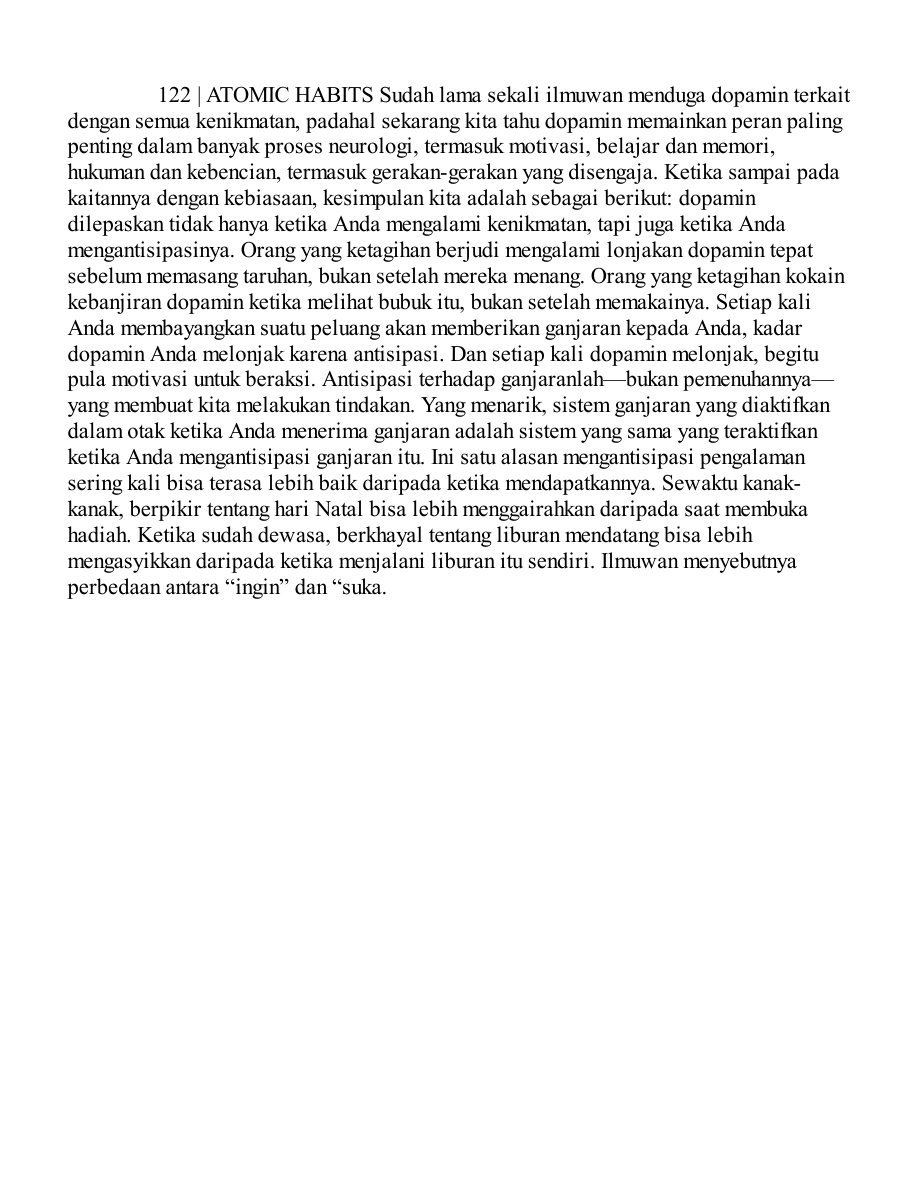 122 | ATOMIC HABITS Sudah lama sekali ilmuwan menduga dopamin terkait
dengan semua kenikmatan, padahal sekarang kita tahu dopamin memainkan peran paling
penting dalam banyak proses neurologi, termasuk motivasi, belajar dan memori,
hukuman dan kebencian, termasuk gerakan-gerakan yang disengaja. Ketika sampai pada
kaitannya dengan kebiasaan, kesimpulan kita adalah sebagai berikut: dopamin
dilepaskan tidak hanya ketika Anda mengalami kenikmatan, tapi juga ketika Anda
mengantisipasinya. Orang yang ketagihan berjudi mengalami lonjakan dopamin tepat
sebelum memasang taruhan, bukan setelah mereka menang. Orang yang ketagihan kokain
kebanjiran dopamin ketika melihat bubuk itu, bukan setelah memakainya. Setiap kali
Anda membayangkan suatu peluang akan memberikan ganjaran kepada Anda, kadar
dopamin Anda melonjak karena antisipasi. Dan setiap kali dopamin melonjak, begitu
pula motivasi untuk beraksi. Antisipasi terhadap ganjaranlah—bukan pemenuhannya—
yang membuat kita melakukan tindakan. Yang menarik, sistem ganjaran yang diaktifkan
dalam otak ketika Anda menerima ganjaran adalah sistem yang sama yang teraktifkan
ketika Anda mengantisipasi ganjaran itu. Ini satu alasan mengantisipasi pengalaman
sering kali bisa terasa lebih baik daripada ketika mendapatkannya. Sewaktu kanak-
kanak, berpikir tentang hari Natal bisa lebih menggairahkan daripada saat membuka
hadiah. Ketika sudah dewasa, berkhayal tentang liburan mendatang bisa lebih
mengasyikkan daripada ketika menjalani liburan itu sendiri. Ilmuwan menyebutnya
perbedaan antara “ingin” dan “suka.